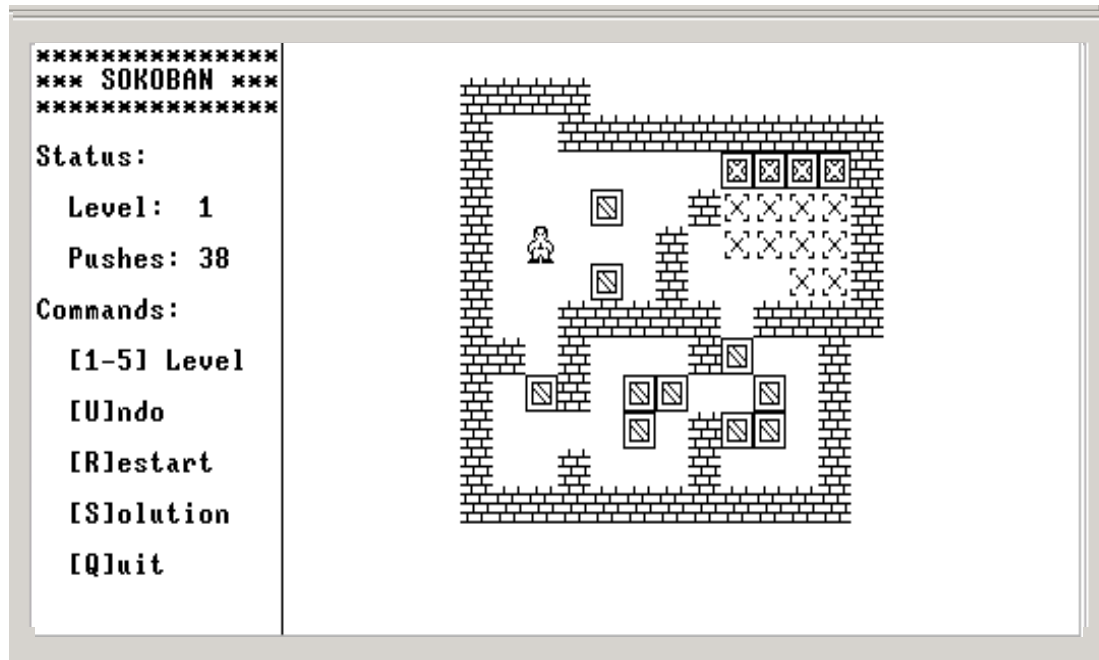 ***************
*** SOKOBAN ***
***************
Status:
Level: 1
Pushes: 38
Commands:
[1-5] Level
[U]ndo
[R]estart
[S]olution
[Q]uit